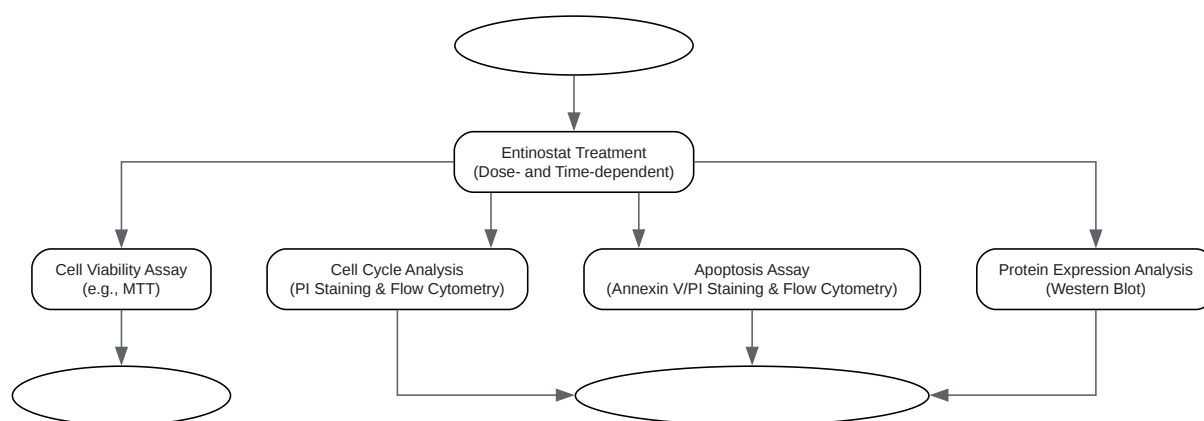 Entinostat Treatment
(Dose- and Time-dependent)
Cell Viability Assay
(e.g., MTT)
Cell Cycle Analysis
(PI Staining & Flow Cytometry)
Apoptosis Assay
(Annexin V/PI Staining & Flow Cytometry)
Protein Expression Analysis
(Western Blot)